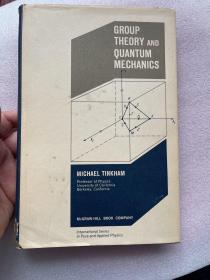 GROUP
THEORY AND
QUANTUM
MECHANICS
MICHAEL TINKHAM
Professor of Physics
University of California
Berkeley, California
McGRAW-HILL BOOK COMPANY
International Series
in Pure and Applied Physics